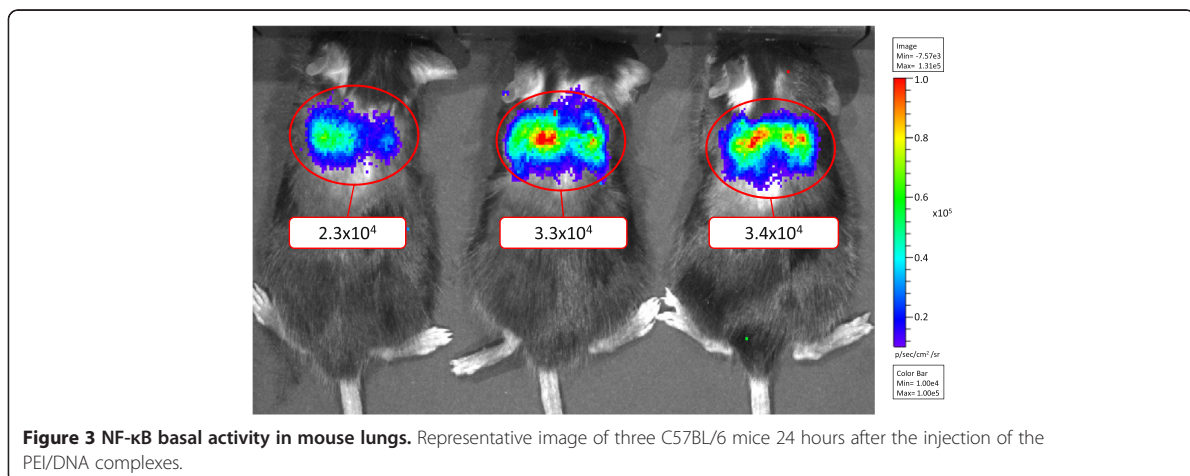 Image
Min= -7.57e3
Max= 1.31e5
1.0
0.8
0.6
x10⁵
0.4
0.2
p/sec/cm²/sr
Color Bar
Min= 1.00e4
Max= 1.00e5
2.3x10⁴
3.3x10⁴
3.4x10⁴
Figure 3 NF-κB basal activity in mouse lungs. Representative image of three C57BL/6 mice 24 hours after the injection of the
PEI/DNA complexes.